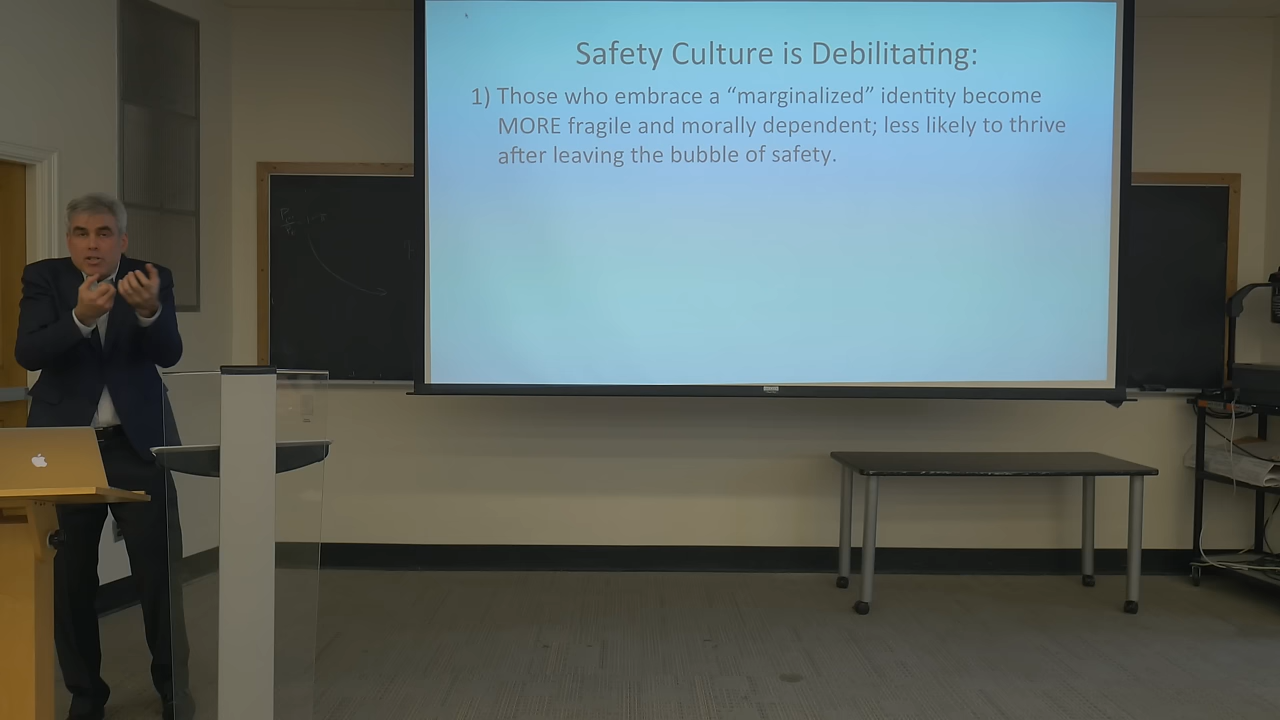 Safety Culture is Debilitating:
1) Those who embrace a “marginalized” identity become
MORE fragile and morally dependent; less likely to thrive
after leaving the bubble of safety.